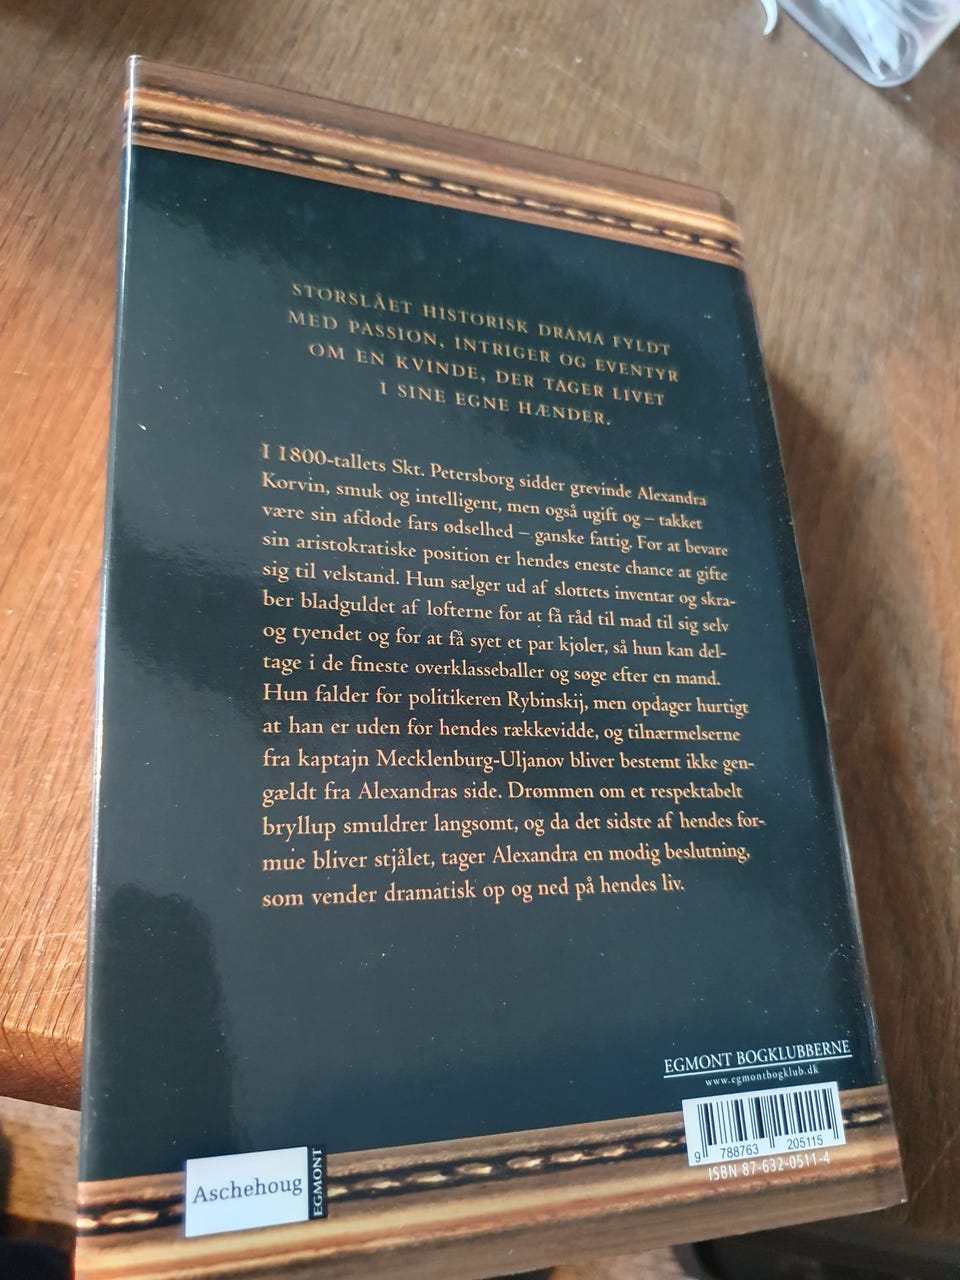 STORSLÅET HISTORISK DRAMA FYLDT
MED PASSION, INTRIGER OG EVENTYR
OM EN KVINDE, DER TAGER LIVET
I SINE EGNE HÆNDER.
I 1800-tallets Skt. Petersborg sidder grevinde Alexandra
Korvin, smuk og intelligent, men også ugift og – takket
være sin afdøde fars ødselhed – ganske fattig. For at bevare
sin aristokratiske position er hendes eneste chance at gifte
sig til velstand. Hun sælger ud af slottets inventar og skra-
ber bladguldet af lofterne for at få råd til mad til sig selv
og tyendet og for at få syet et par kjoler, så hun kan del-
tage i de fineste overklasseballer og søge efter en mand.
Hun falder for politikeren Rybinskij, men opdager hurtigt
at han er uden for hendes rækkevidde, og tilnærmelserne
fra kaptajn Mecklenburg-Uljanov bliver bestemt ikke gen-
gældt fra Alexandras side. Drømmen om et respektabelt
bryllup smuldrer langsomt, og da det sidste af hendes for-
mue bliver stjålet, tager Alexandra en modig beslutning,
som vender dramatisk op og ned på hendes liv.
EGMONT BOGKLUBBERNE
www.egmontbogklub.dk
9 788763 205115
ISBN 87-632-0511-4
Aschehoug
EGMONT